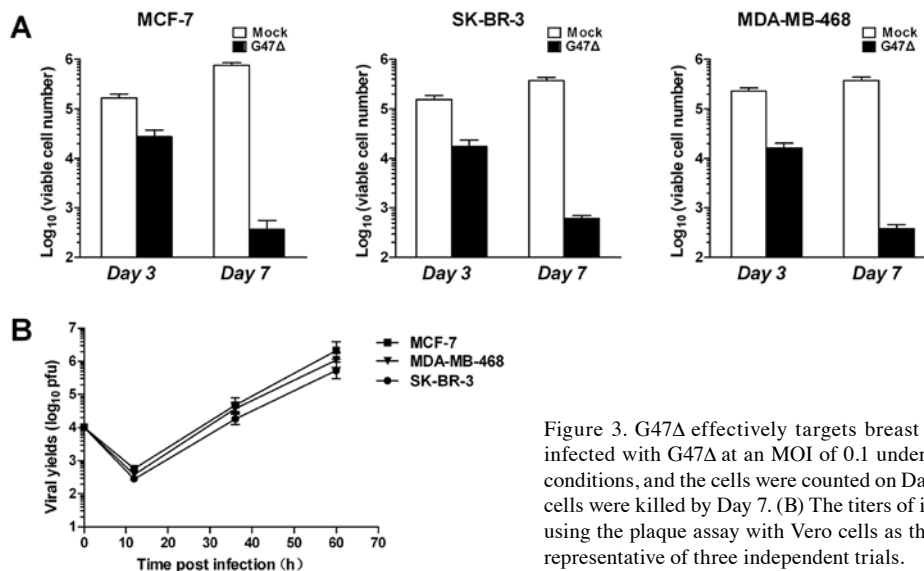 A
MCF-7
Mock
G47Δ
Log10 (viable cell number)
6
5
4
3
2
Day 3
Day 7
SK-BR-3
Mock
G47Δ
Log10 (viable cell number)
6
5
4
3
2
Day 3
Day 7
MDA-MB-468
Mock
G47Δ
Log10 (viable cell number)
6
5
4
3
2
Day 3
Day 7
B
Viral yields (log10 pfu)
7
6
5
4
3
2
1
0
10
20
30
40
50
60
70
Time post infection (h)
MCF-7
MDA-MB-468
SK-BR-3
Figure 3. G47Δ effectively targets breast
infected with G47Δ at an MOI of 0.1 under
conditions, and the cells were counted on Da
cells were killed by Day 7. (B) The titers of i
using the plaque assay with Vero cells as th
representative of three independent trials.